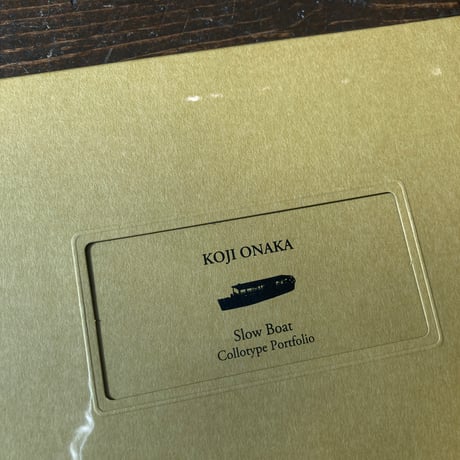 KOJI ONAKA
Slow Boat
Collotype Portfolio